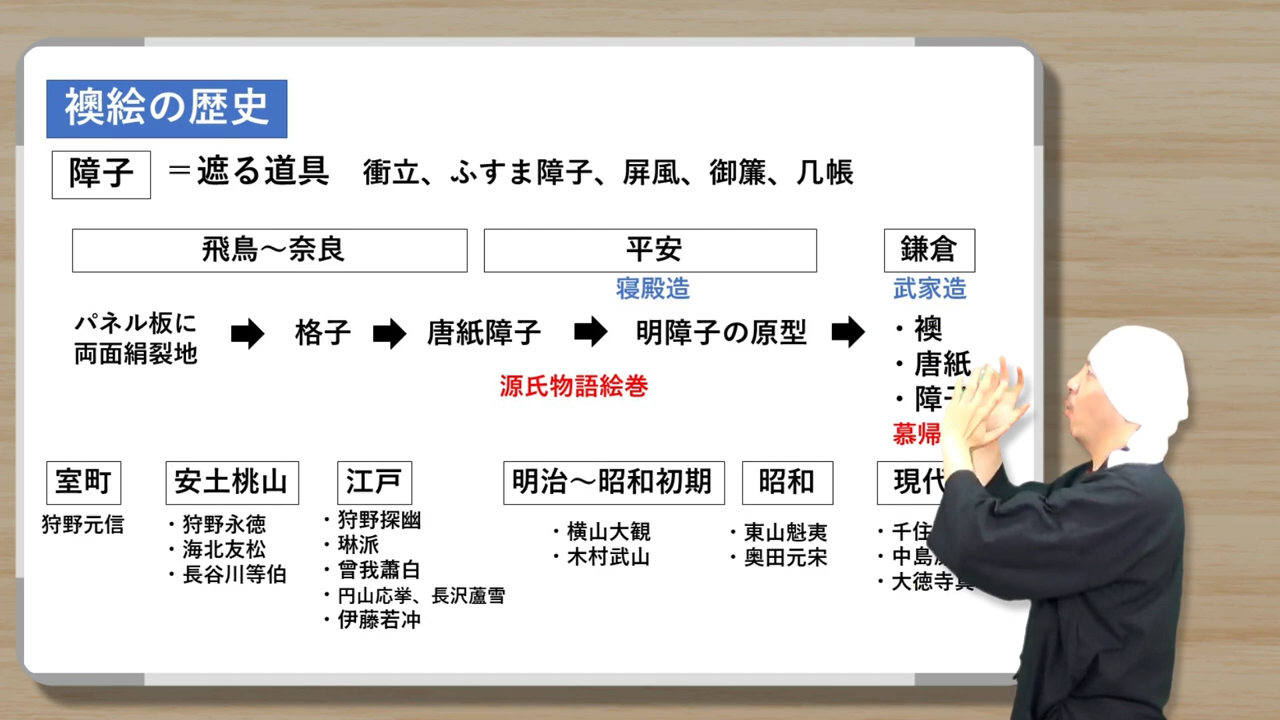 襖絵の歴史
障子 ＝遮る道具 衝立、ふすま障子、屏風、御簾、几帳
飛鳥～奈良 平安 鎌倉
寝殿造 武家造
パネル板に
両面絹裂地
格子 唐紙障子 明障子の原型
・襖
・唐紙
・障子
源氏物語絵巻
慕帰
室町 安土桃山 江戸 明治～昭和初期 昭和 現代
狩野元信
・狩野永徳
・海北友松
・長谷川等伯
・狩野探幽
・琳派
・曾我蕭白
・円山応挙、長沢蘆雪
・伊藤若冲
・横山大観
・木村武山
・東山魁夷
・奥田元宋
・千住
・中島
・大徳寺真